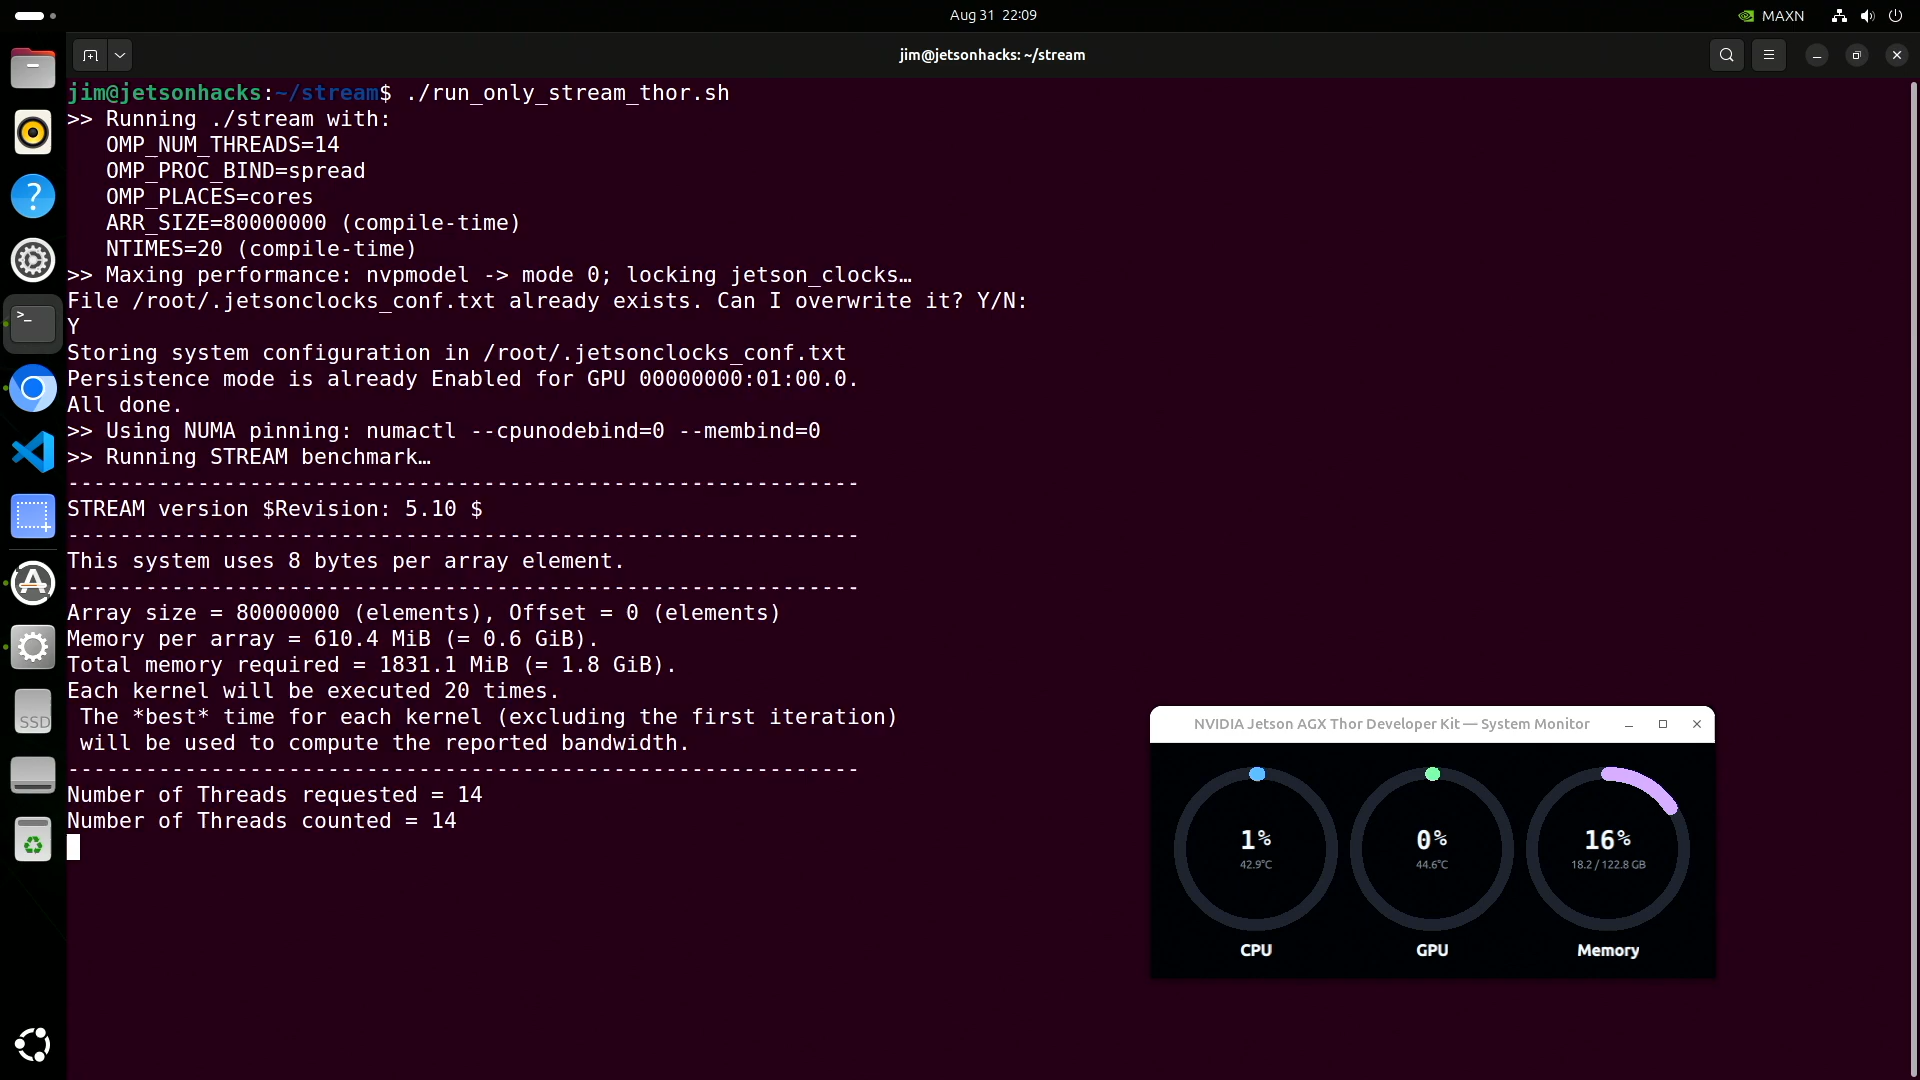 Aug 31 22:09
MAXN
jim@jetsonhacks: ~/stream
jim@jetsonhacks:~/stream$ ./run_only_stream_thor.sh
>> Running ./stream with:
   OMP_NUM_THREADS=14
   OMP_PROC_BIND=spread
   OMP_PLACES=cores
   ARR_SIZE=80000000 (compile-time)
   NTIMES=20 (compile-time)
>> Maxing performance: nvpmodel -> mode 0; locking jetson_clocks…
File /root/.jetsonclocks_conf.txt already exists. Can I overwrite it? Y/N:
Y
Storing system configuration in /root/.jetsonclocks_conf.txt
Persistence mode is already Enabled for GPU 00000000:01:00.0.
All done.
>> Using NUMA pinning: numactl --cpunodebind=0 --membind=0
>> Running STREAM benchmark…
-------------------------------------------------------------
STREAM version $Revision: 5.10 $
-------------------------------------------------------------
This system uses 8 bytes per array element.
-------------------------------------------------------------
Array size = 80000000 (elements), Offset = 0 (elements)
Memory per array = 610.4 MiB (= 0.6 GiB).
Total memory required = 1831.1 MiB (= 1.8 GiB).
Each kernel will be executed 20 times.
 The *best* time for each kernel (excluding the first iteration)
 will be used to compute the reported bandwidth.
-------------------------------------------------------------
Number of Threads requested = 14
Number of Threads counted = 14
SSD
NVIDIA Jetson AGX Thor Developer Kit — System Monitor
1%
42.9°C
CPU
0%
44.6°C
GPU
16%
18.2 / 122.8 GB
Memory